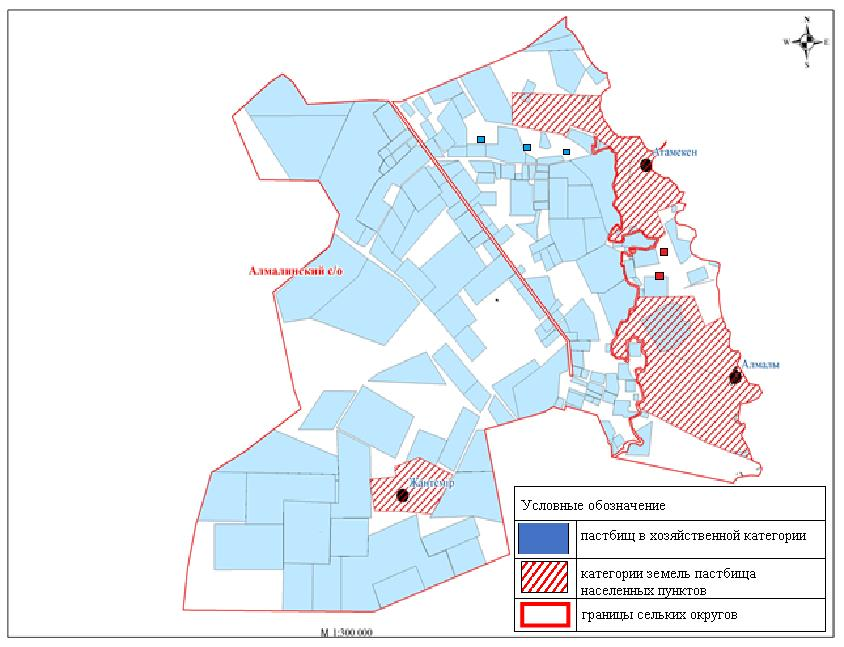 N
W E
S
Атамекен
Алмалинский с/о
Алмалы
Жантемір
Условные обозначение
пастбищ в хозяйственной категории
категории земель пастбища
населенных пунктов
границы сельких округов
М 1:300 000